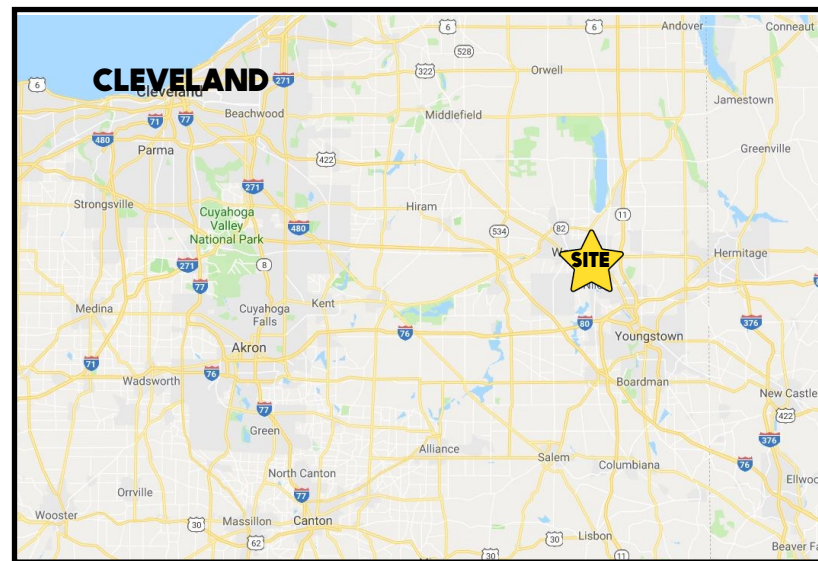 6
6
Andover
Conneaut
528
CLEVELAND
Cleveland
271
322
Orwell
6
Jamestown
Beachwood
Middlefield
71
77
480
Parma
Greenville
422
271
Strongsville
Hiram
Cuyahoga
Valley
National Park
480
534
82
11
SITE
Hermitage
271
8
77
Medina
Cuyahoga
Falls
Kent
76
80
376
Youngstown
Akron
71
76
Wadsworth
Boardman
77
New Castle
422
Green
376
Alliance
Salem
Columbiana
76
North Canton
77
Orrville
Wooster
30
Massillon
Canton
62
30
Lisbon
30
11